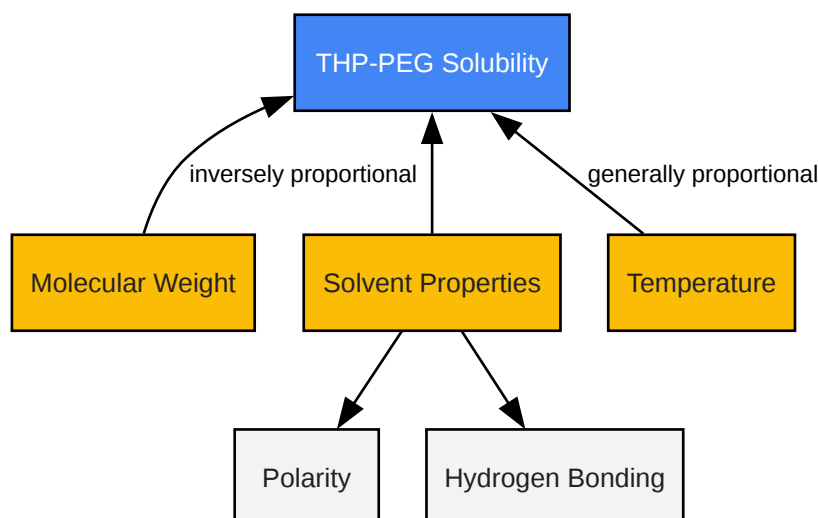 THP-PEG Solubility
inversely proportional
generally proportional
Molecular Weight
Solvent Properties
Temperature
Polarity
Hydrogen Bonding